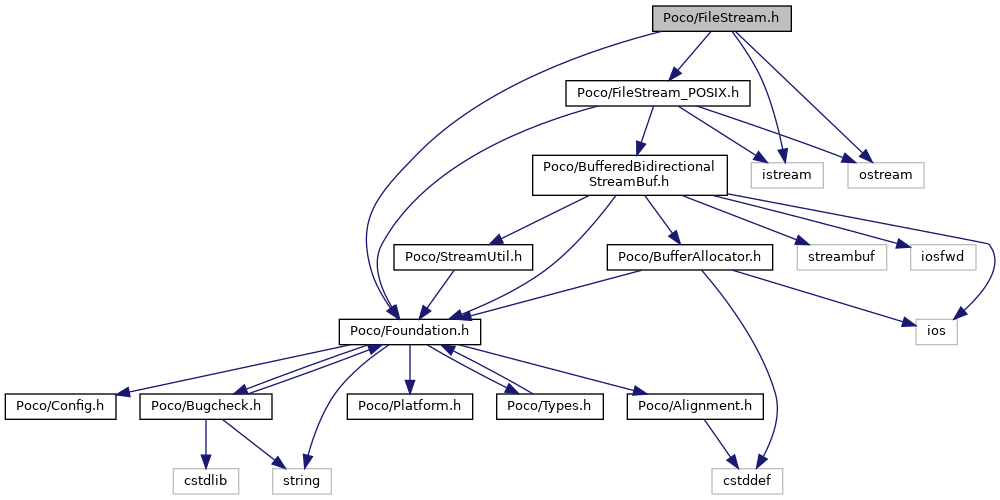 Poco/FileStream.h
Poco/FileStream_POSIX.h
Poco/BufferedBidirectional
StreamBuf.h
istream
ostream
Poco/StreamUtil.h
Poco/BufferAllocator.h
streambuf
iosfwd
Poco/Foundation.h
ios
Poco/Config.h
Poco/Bugcheck.h
Poco/Platform.h
Poco/Types.h
Poco/Alignment.h
cstdlib
string
cstddef